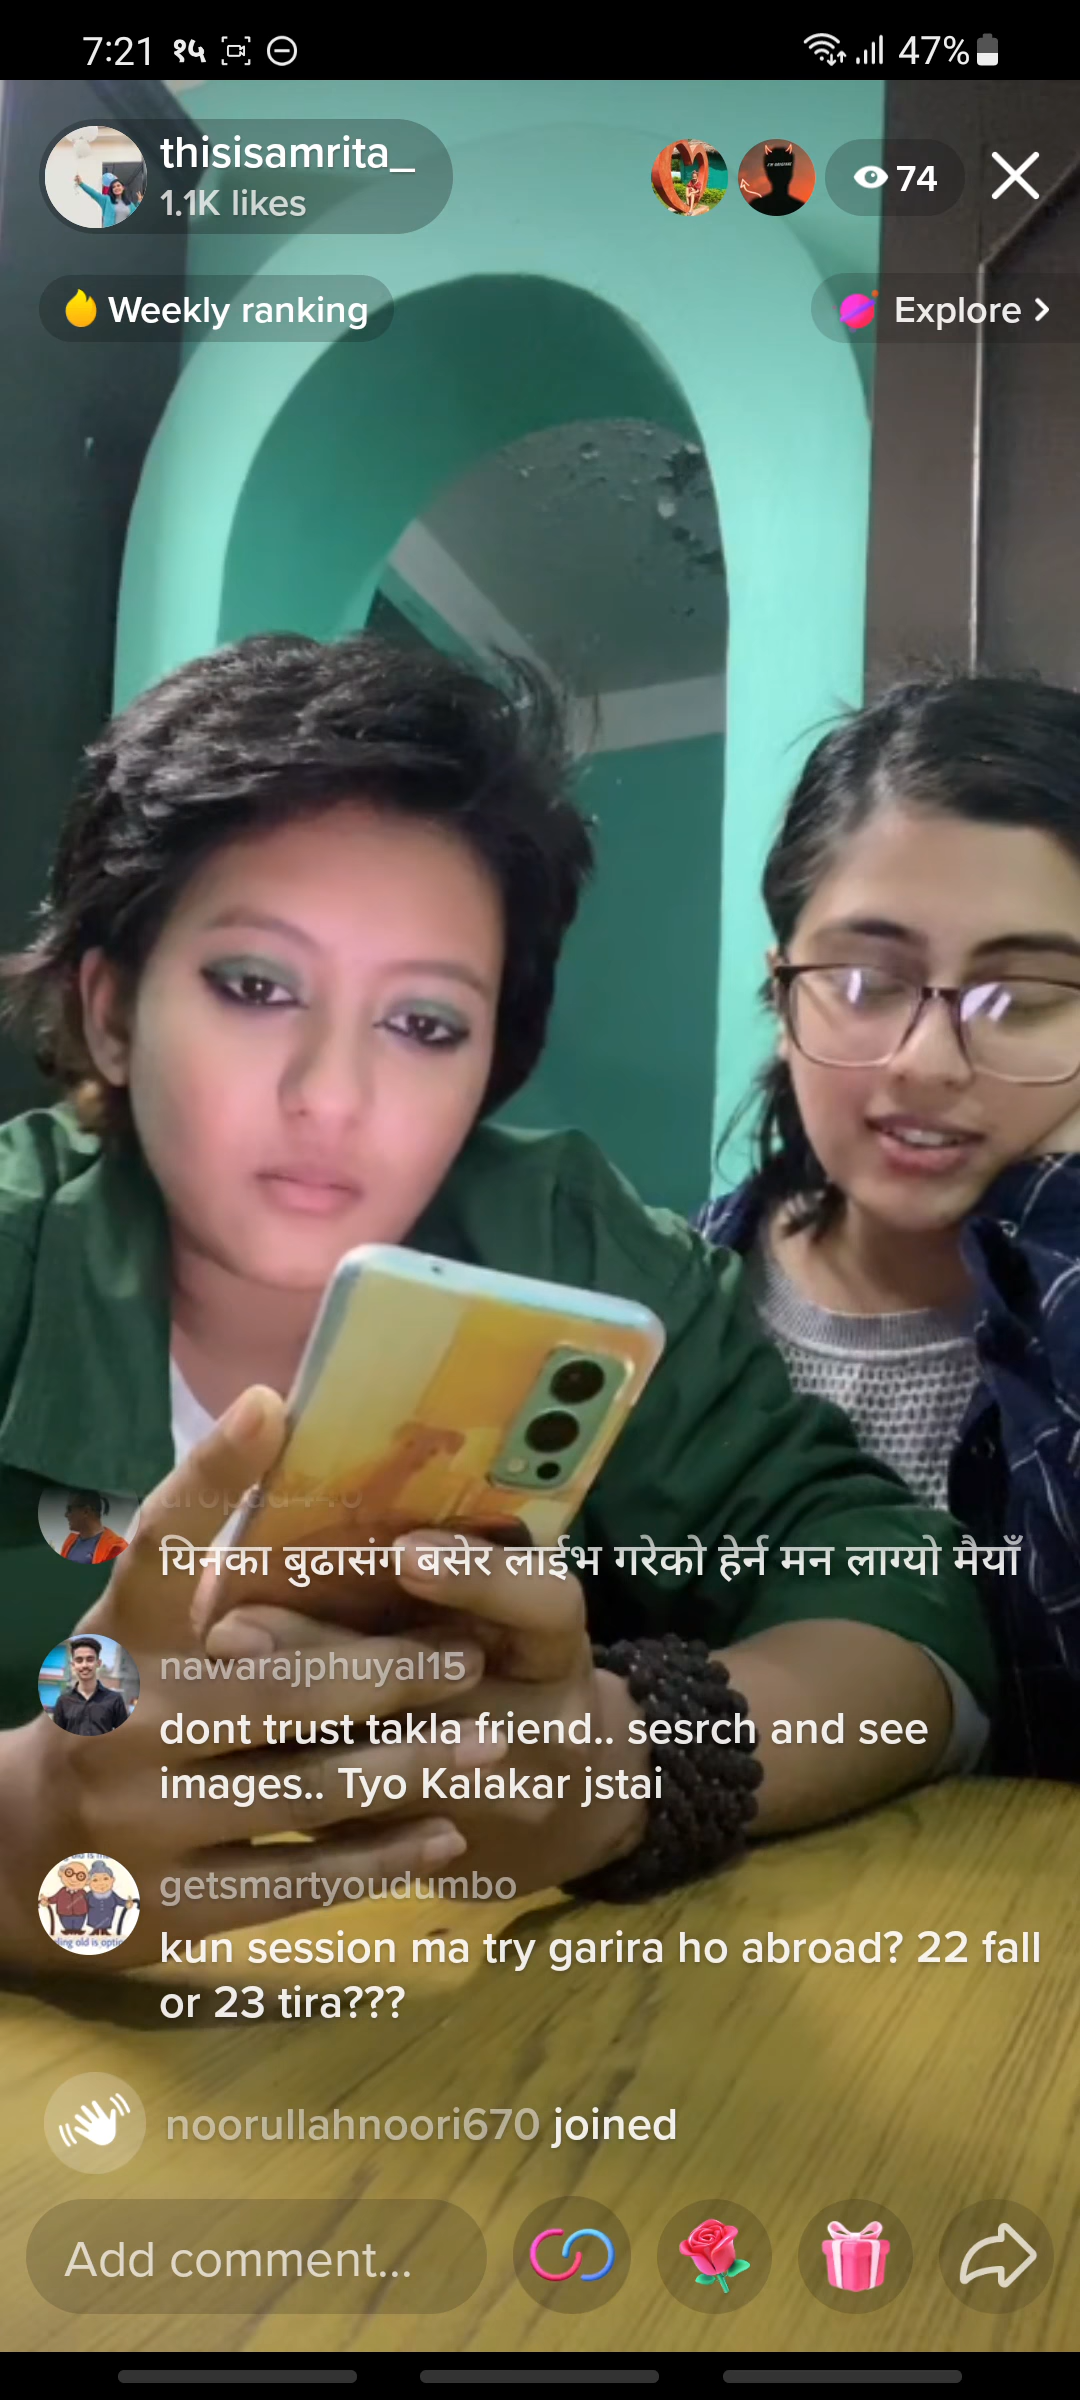 7:21 १५ 47%
thisisamrita_
1.1K likes
74
Weekly ranking
Explore
यिनका बुढासंग बसेर लाईभ गरेको हेर्न मन लाग्यो मैयाँ
nawarajphuyal15
dont trust takla friend.. sesrch and see
images.. Tyo Kalakar jstai
getsmartyoudumbo
kun session ma try garira ho abroad? 22 fall
or 23 tira???
noorullahnoori670 joined
Add comment...